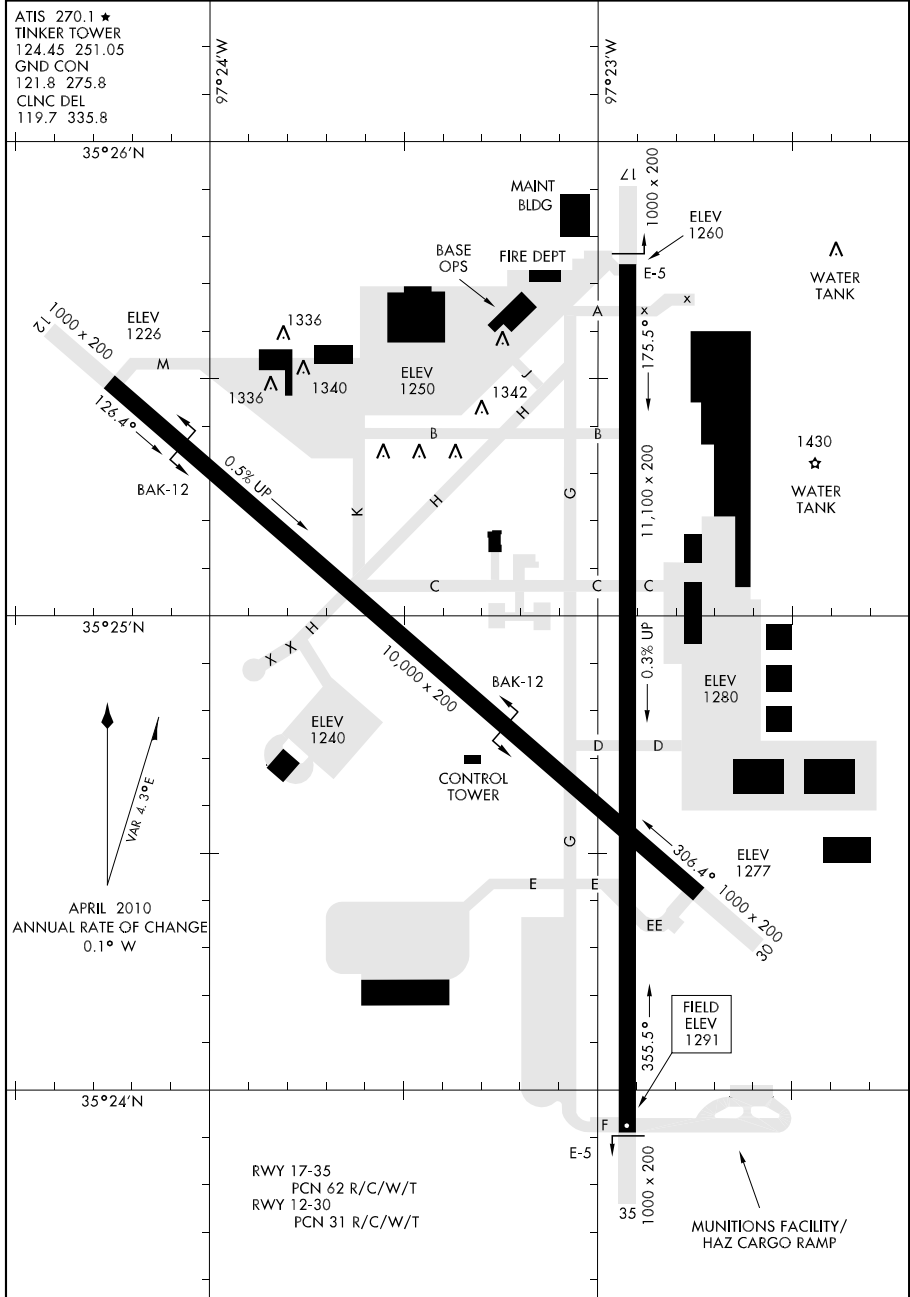 ATIS 270.1 ★
TINKER TOWER
124.45 251.05
GND CON
121.8 275.8
CLNC DEL
119.7 335.8
97°24'W
97°23'W
35°26'N
17
1000 x 200
MAINT
BLDG
ELEV
1260
BASE
OPS
FIRE DEPT
E-5
WATER
TANK
12
1000 x 200
ELEV
1226
1336
A
x
x
175.5°
M
1336
1340
ELEV
1250
J
1342
H
126.4°
B
B
1430
WATER
TANK
BAK-12
0.5% UP
K
H
G
11,100 x 200
C
C
C
35°25'N
X
X
H
10,000 x 200
0.3% UP
BAK-12
ELEV
1280
ELEV
1240
D
D
CONTROL
TOWER
VAR 4.3°E
G
306.4°
ELEV
1277
E
E
1000 x 200
30
EE
APRIL 2010
ANNUAL RATE OF CHANGE
0.1° W
FIELD
ELEV
1291
355.5°
35°24'N
F
E-5
RWY 17-35
PCN 62 R/C/W/T
RWY 12-30
PCN 31 R/C/W/T
35
1000 x 200
MUNITIONS FACILITY/
HAZ CARGO RAMP